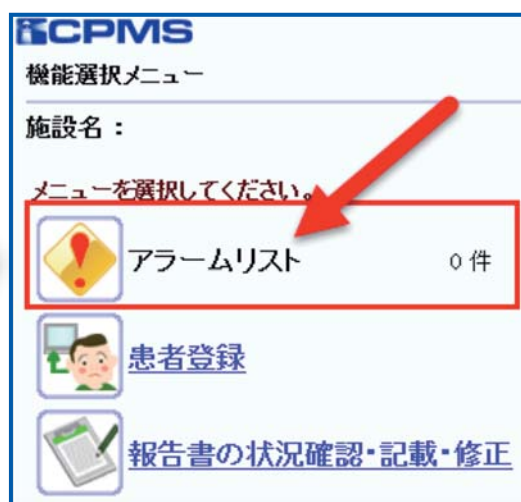 CPMS
機能選択メニュー
施設名：
メニューを選択してください。
アラームリスト 0 件
患者登録
報告書の状況確認・記載・修正